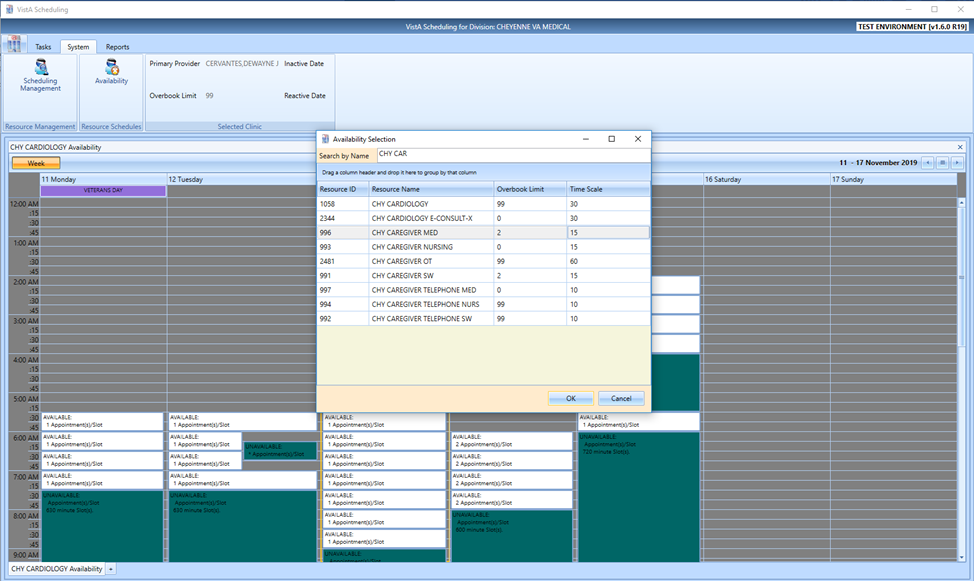 VistA Scheduling
VistA Scheduling for Division: CHEYENNE VA MEDICAL
TEST ENVIRONMENT [v1.6.0 R19]
Tasks System Reports
Scheduling Management
Availability
Primary Provider CERVANTES,DEWAYNE J Inactive Date
Overbook Limit 99 Reactive Date
Resource Management Resource Schedules Selected Clinic
CHY CARDIOLOGY Availability
Week
11 - 17 November 2019
11 Monday 12 Tuesday 16 Saturday 17 Sunday
VETERANS DAY
Availability Selection
Search by Name CHY CAR
Drag a column header and drop it here to group by that column
Resource ID Resource Name Overbook Limit Time Scale
1058 CHY CARDIOLOGY 99 30
2344 CHY CARDIOLOGY E-CONSULT-X 0 30
996 CHY CAREGIVER MED 2 15
993 CHY CAREGIVER NURSING 0 15
2481 CHY CAREGIVER OT 99 60
991 CHY CAREGIVER SW 2 15
997 CHY CAREGIVER TELEPHONE MED 0 10
994 CHY CAREGIVER TELEPHONE NURS 99 10
992 CHY CAREGIVER TELEPHONE SW 99 10
OK Cancel
12:00 AM
:15
:30
:45
1:00 AM
:15
:30
:45
2:00 AM
:15
:30
:45
3:00 AM
:15
:30
:45
4:00 AM
:15
:30
:45
5:00 AM
:15
:30
:45
6:00 AM
:15
:30
:45
7:00 AM
:15
:30
:45
8:00 AM
:15
:30
:45
9:00 AM
AVAILABLE:
1 Appointment(s)/Slot
AVAILABLE:
1 Appointment(s)/Slot
AVAILABLE:
1 Appointment(s)/Slot
AVAILABLE:
1 Appointment(s)/Slot
UNAVAILABLE:
Appointment(s)/Slot
630 minute Slot(s).
AVAILABLE:
1 Appointment(s)/Slot
AVAILABLE:
1 Appointment(s)/Slot
UNAVAILABLE:
1 Appointment(s)/Slot
AVAILABLE:
1 Appointment(s)/Slot
AVAILABLE:
1 Appointment(s)/Slot
UNAVAILABLE:
Appointment(s)/Slot
630 minute Slot(s).
AVAILABLE:
1 Appointment(s)/Slot
AVAILABLE:
1 Appointment(s)/Slot
AVAILABLE:
1 Appointment(s)/Slot
AVAILABLE:
1 Appointment(s)/Slot
AVAILABLE:
1 Appointment(s)/Slot
AVAILABLE:
1 Appointment(s)/Slot
AVAILABLE:
1 Appointment(s)/Slot
UNAVAILABLE:
AVAILABLE:
2 Appointment(s)/Slot
AVAILABLE:
2 Appointment(s)/Slot
AVAILABLE:
2 Appointment(s)/Slot
AVAILABLE:
2 Appointment(s)/Slot
UNAVAILABLE:
Appointment(s)/Slot
600 minute Slot(s).
AVAILABLE:
1 Appointment(s)/Slot
UNAVAILABLE:
Appointment(s)/Slot
720 minute Slot(s).
CHY CARDIOLOGY Availability